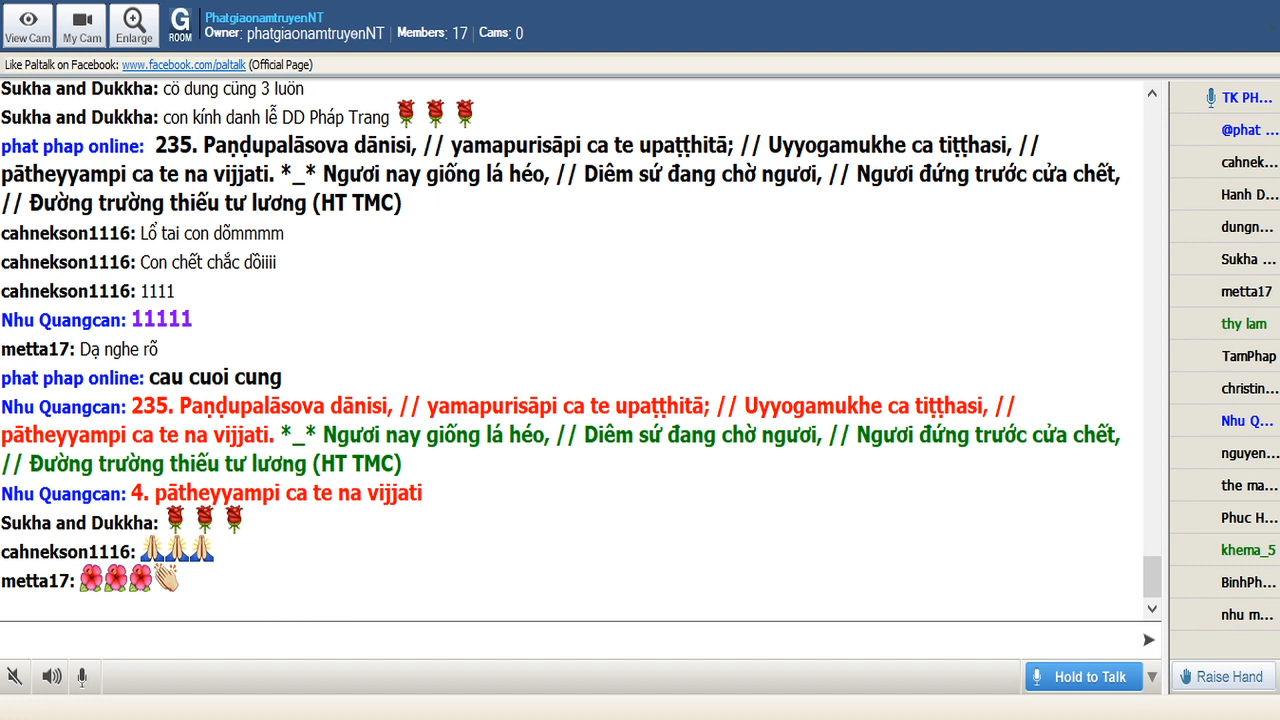 PhatgiaonamtruyenNT
View Cam
My Cam
Enlarge
G ROOM
Owner: phatgiaonamtruyenNT | Members: 17 | Cams: 0
Like Paltalk on Facebook: www.facebook.com/paltalk (Official Page)
Sukha and Dukkha: cô dung cũng 3 luôn
Sukha and Dukkha: con kính danh lễ DD Pháp Trang
phat phap online: 235. Paṇḍupalāsova dānisi, // yamapurisāpi ca te upaṭṭhitā; // Uyyogamukhe ca tiṭṭhasi, //
pātheyyampi ca te na vijjati. *_* Ngươi nay giống lá héo, // Diêm sứ đang chờ ngươi, // Ngươi đứng trước cửa chết,
// Đường trường thiếu tư lương (HT TMC)
cahnekson1116: Lổ tai con dõmmmm
cahnekson1116: Con chết chắc dồiiii
cahnekson1116: 1111
Nhu Quangcan: 11111
metta17: Dạ nghe rõ
phat phap online: cau cuoi cung
Nhu Quangcan: 235. Paṇḍupalāsova dānisi, // yamapurisāpi ca te upaṭṭhitā; // Uyyogamukhe ca tiṭṭhasi, //
pātheyyampi ca te na vijjati. *_* Ngươi nay giống lá héo, // Diêm sứ đang chờ ngươi, // Ngươi đứng trước cửa chết,
// Đường trường thiếu tư lương (HT TMC)
Nhu Quangcan: 4. pātheyyampi ca te na vijjati
Sukha and Dukkha:
cahnekson1116:
metta17:
TK PH...
@phat ...
cahnek...
Hanh D...
dungn...
Sukha ...
metta17
thy lam
TamPhap
christin...
Nhu Q...
nguyen...
the ma...
Phuc H...
khema_5
BinhPh...
nhu m...
Hold to Talk
Raise Hand